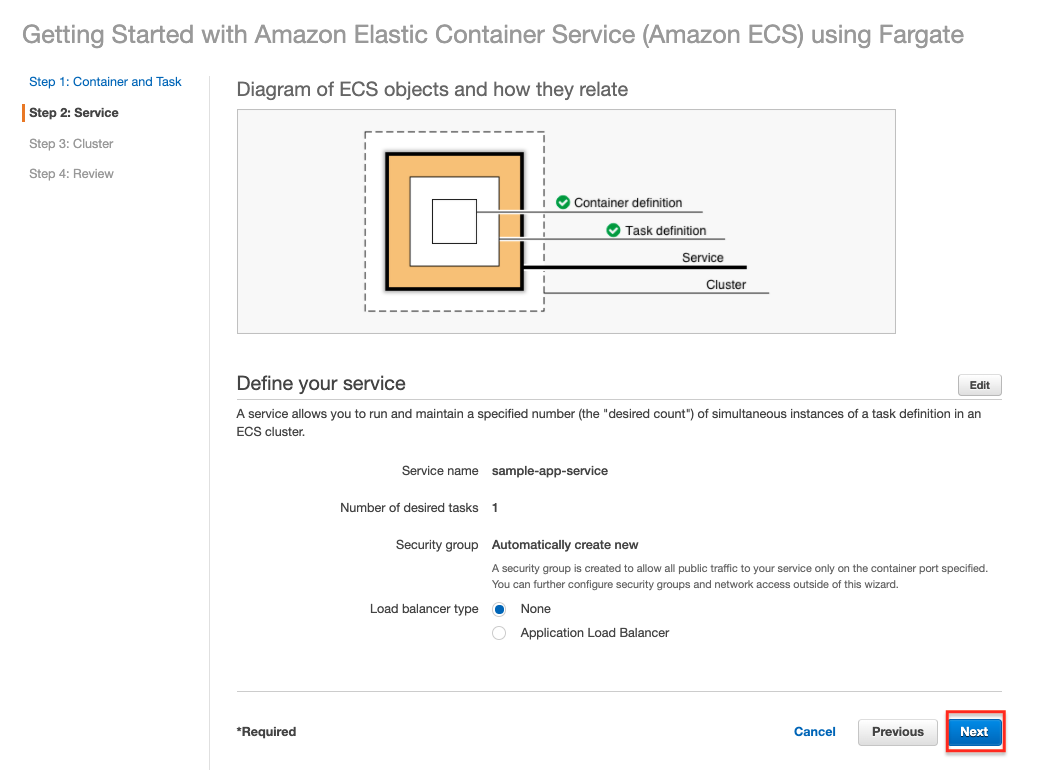 Getting Started with Amazon Elastic Container Service (Amazon ECS) using Fargate
Step 1: Container and Task
Step 2: Service
Step 3: Cluster
Step 4: Review
Diagram of ECS objects and how they relate
Container definition
Task definition
Service
Cluster
Define your service
Edit
A service allows you to run and maintain a specified number (the "desired count") of simultaneous instances of a task definition in an
ECS cluster.
Service name sample-app-service
Number of desired tasks 1
Security group Automatically create new
A security group is created to allow all public traffic to your service only on the container port specified.
You can further configure security groups and network access outside of this wizard.
Load balancer type None
Application Load Balancer
*Required Cancel Previous Next